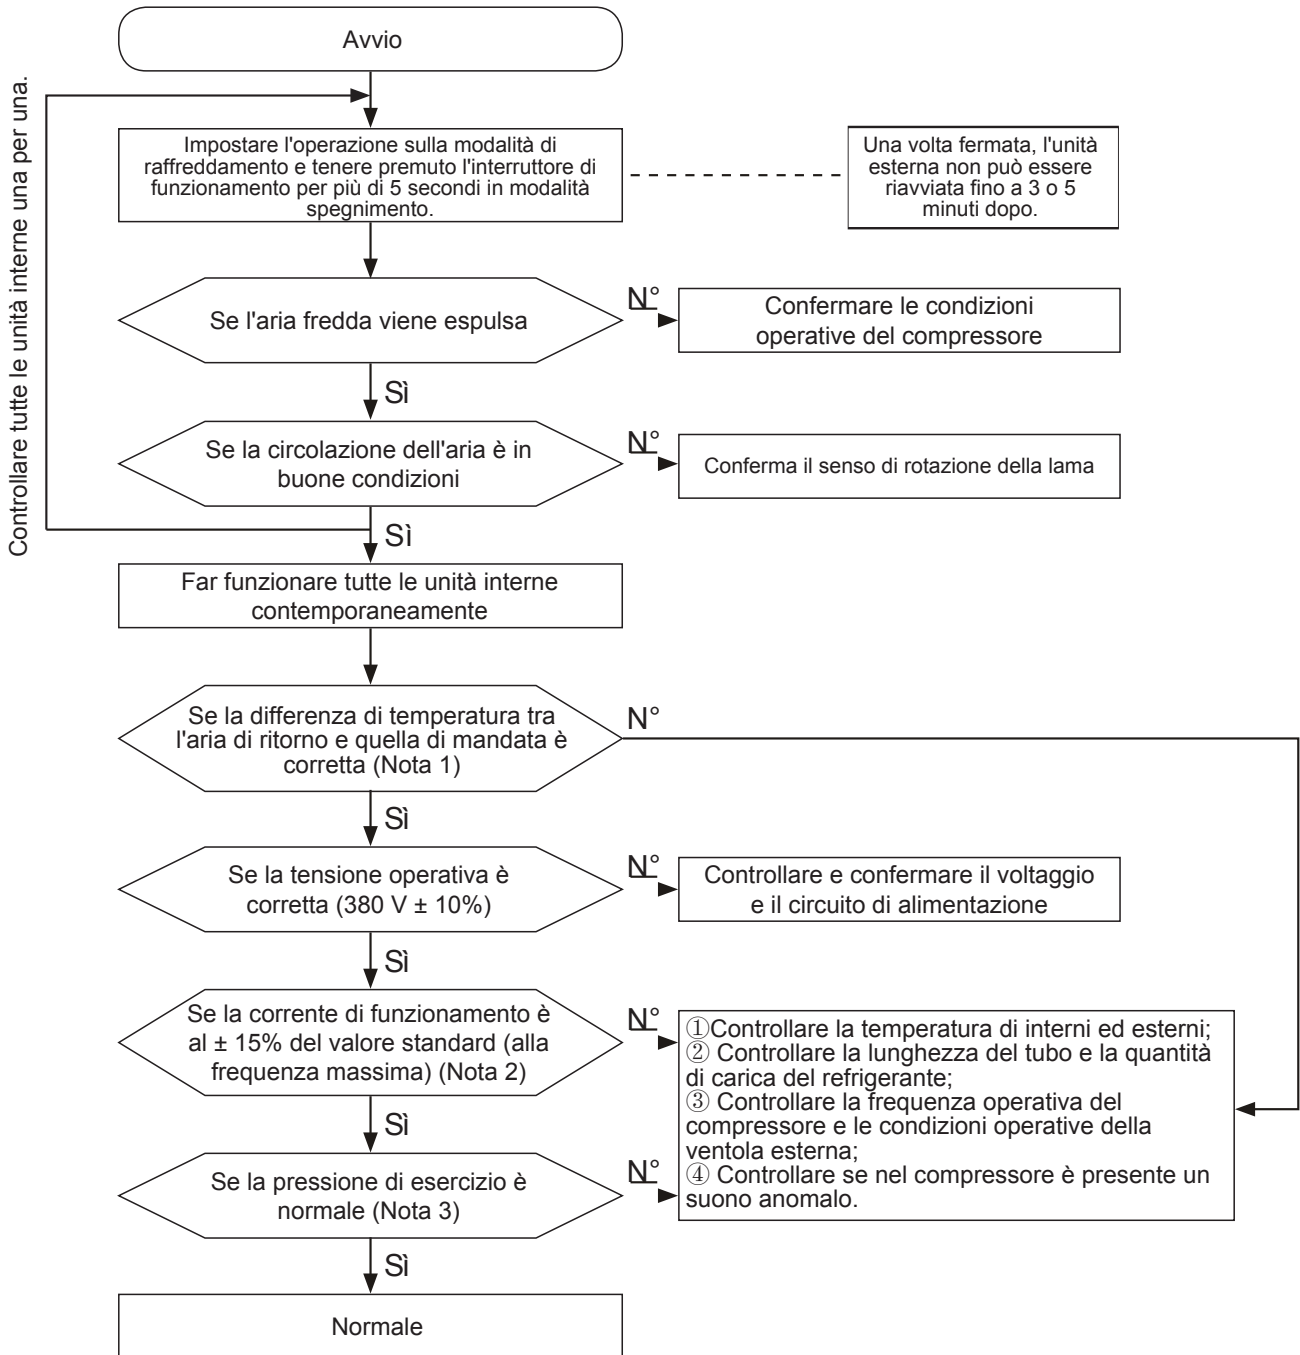 Avvio
Controllare tutte le unità interne una per una.
Impostare l'operazione sulla modalità di
raffreddamento e tenere premuto l'interruttore di
funzionamento per più di 5 secondi in modalità
spegnimento.
Una volta fermata, l'unità
esterna non può essere
riavviata fino a 3 o 5
minuti dopo.
Se l'aria fredda viene espulsa
N°
Confermare le condizioni
operative del compressore
Sì
Se la circolazione dell'aria è in
buone condizioni
N°
Conferma il senso di rotazione della lama
Sì
Far funzionare tutte le unità interne
contemporaneamente
Se la differenza di temperatura tra
l'aria di ritorno e quella di mandata è
corretta (Nota 1)
N°
Sì
Se la tensione operativa è
corretta (380 V ± 10%)
N°
Controllare e confermare il voltaggio
e il circuito di alimentazione
Sì
Se la corrente di funzionamento è
al ± 15% del valore standard (alla
frequenza massima) (Nota 2)
N°
①Controllare la temperatura di interni ed esterni;
② Controllare la lunghezza del tubo e la quantità
di carica del refrigerante;
③ Controllare la frequenza operativa del
compressore e le condizioni operative della
ventola esterna;
④ Controllare se nel compressore è presente un
suono anomalo.
Sì
Se la pressione di esercizio è
normale (Nota 3)
N°
Sì
Normale